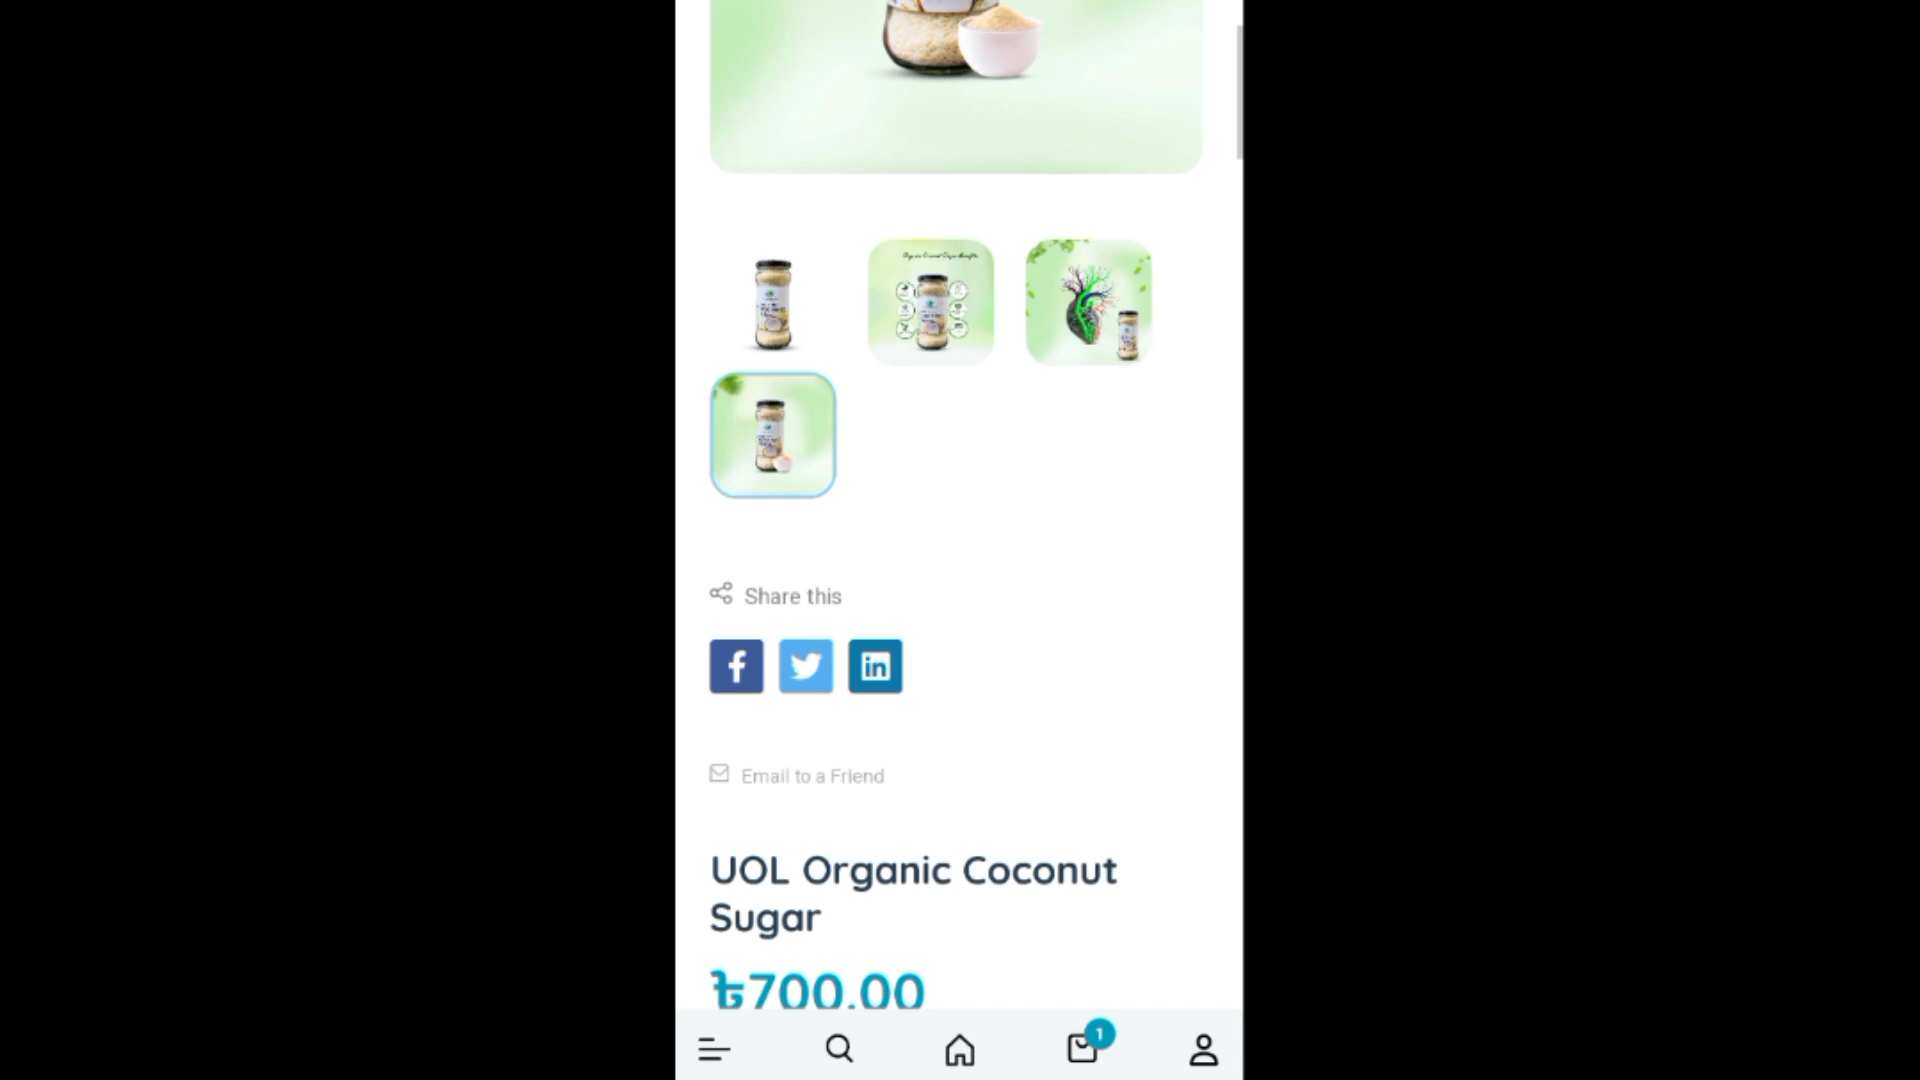 Share this
Email to a Friend
UOL Organic Coconut
Sugar
৳700.00
1